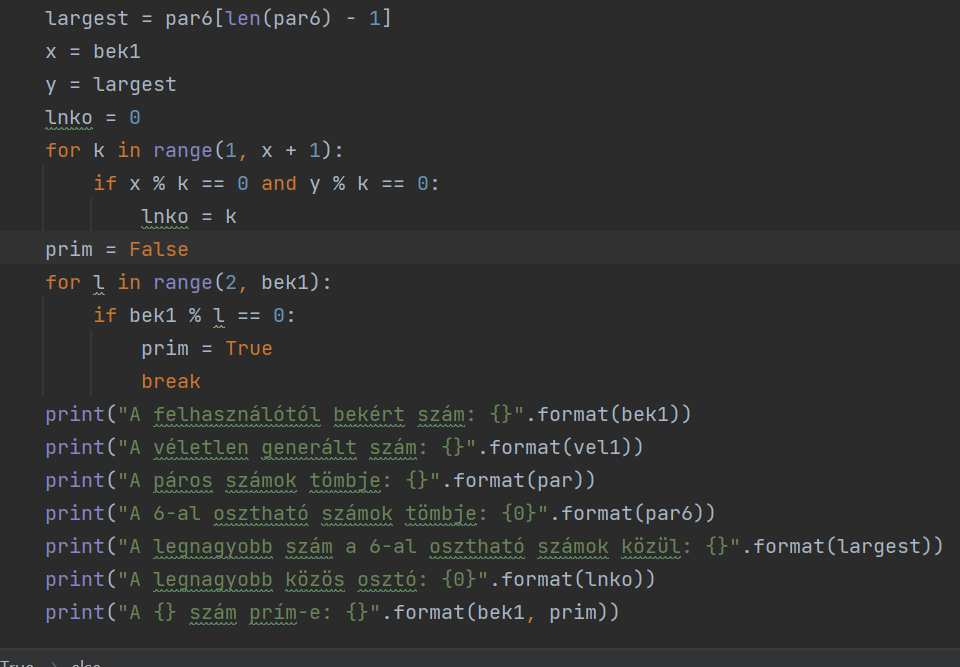 largest = par6[len(par6) - 1]
x = bek1
y = largest
lnko = 0
for k in range(1, x + 1):
    if x % k == 0 and y % k == 0:
        lnko = k
prim = False
for l in range(2, bek1):
    if bek1 % l == 0:
        prim = True
        break
print("A felhasználótól bekért szám: {}".format(bek1))
print("A véletlen generált szám: {}".format(vel1))
print("A páros számok tömbje: {}".format(par))
print("A 6-al osztható számok tömbje: {0}".format(par6))
print("A legnagyobb szám a 6-al osztható számok közül: {}".format(largest))
print("A legnagyobb közös osztó: {0}".format(lnko))
print("A {} szám prím-e: {}".format(bek1, prim))
True > else